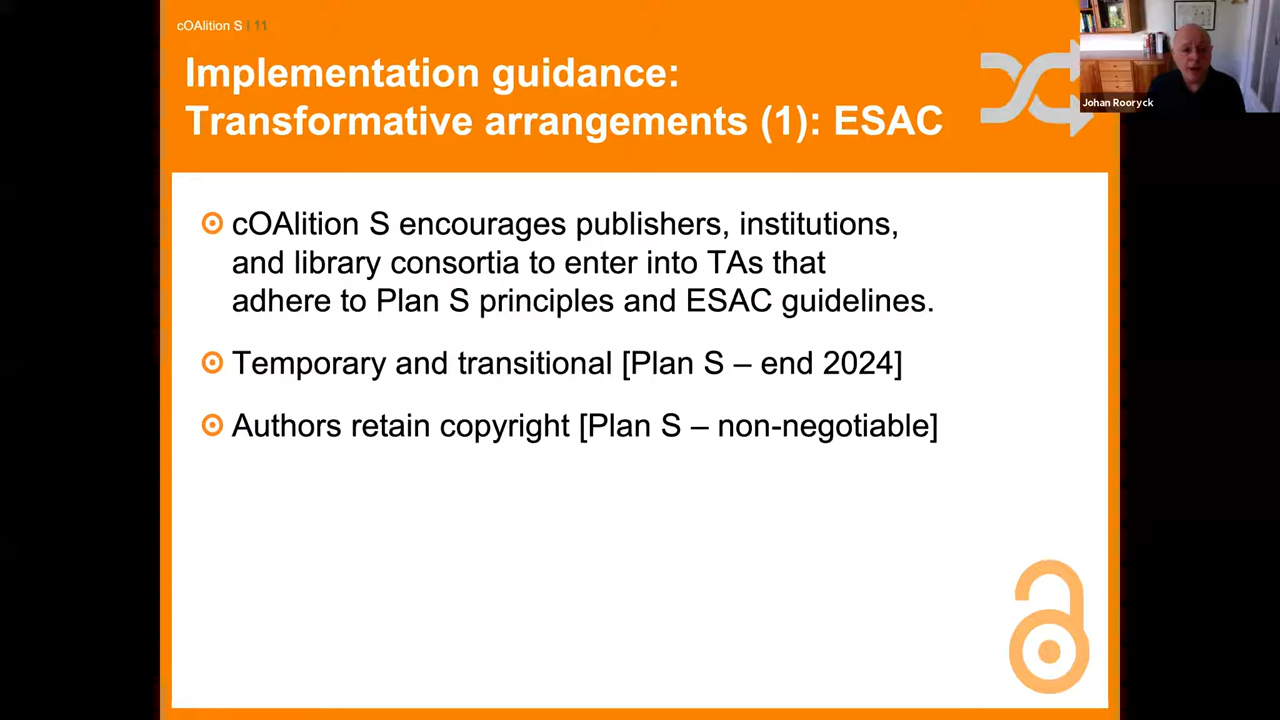 cOAlition S | 11
Implementation guidance:
Transformative arrangements (1): ESAC
Johan Rooryck
cOAlition S encourages publishers, institutions,
and library consortia to enter into TAs that
adhere to Plan S principles and ESAC guidelines.
Temporary and transitional [Plan S – end 2024]
Authors retain copyright [Plan S – non-negotiable]